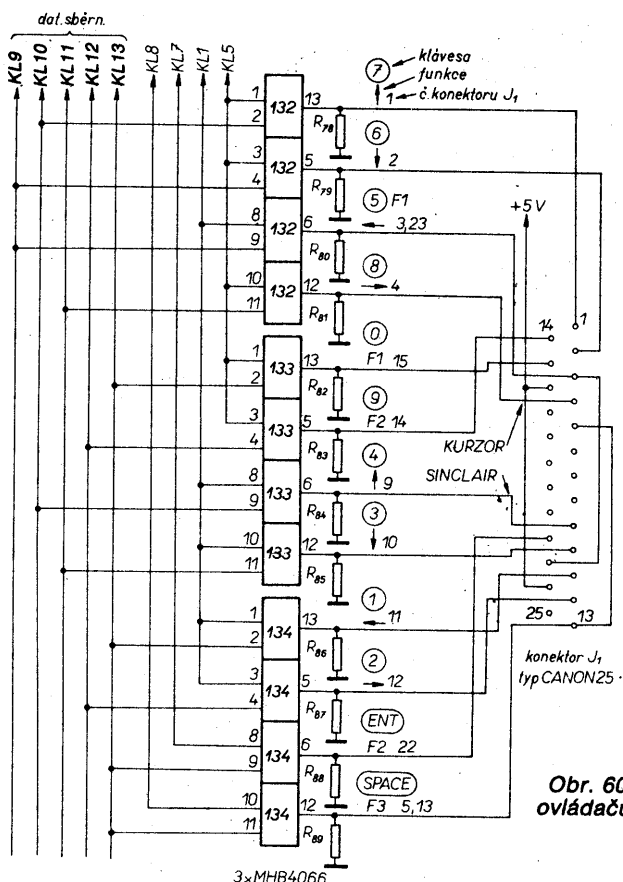 dat.sběrn.
KL9
KL10
KL11
KL12
KL13
KL8
KL7
KL1
KL5
7
klávesa
funkce
1 č.konektoru J1
1 132 13
2
R78
6
3 132 5
2
4
R79
5 F1
8 132 6
3,23
9
R80
8
10 132 12
4
11
R81
0
1 133 13
F1 15
2
R82
9
3 133 5
F2 14
4
R83
4
8 133 6
9
9
R84
3
10 133 12
10
11
R85
1
1 134 13
11
2
R86
2
3 134 5
12
4
R87
ENT
8 134 6
F2 22
9
R88
SPACE
10 134 12
F3 5,13
11
R89
3×MHB4066
+5V
14
1
KURZOR
SINCLAIR
25
13
konektor J1
typ CANON25
Obr. 60
ovládaču